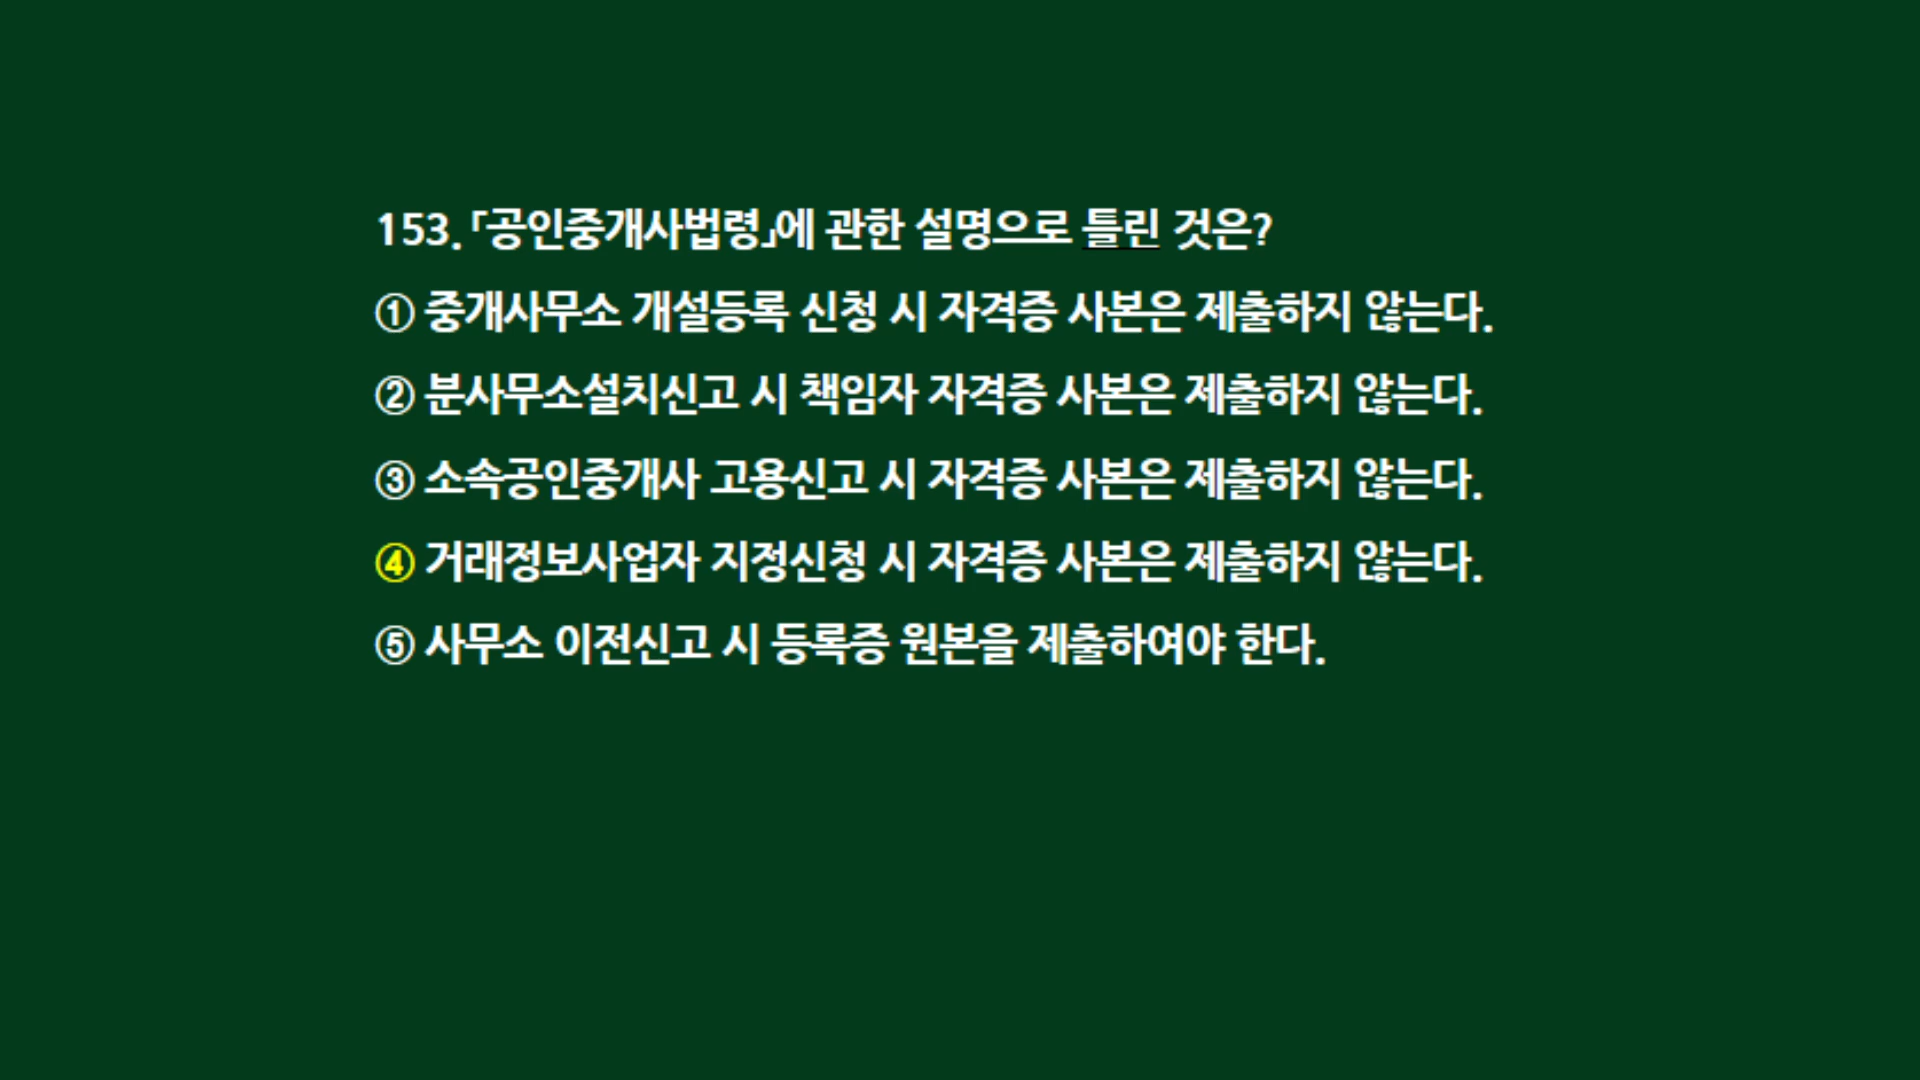 153. 「공인중개사법령」에 관한 설명으로 틀린 것은?
① 중개사무소 개설등록 신청 시 자격증 사본은 제출하지 않는다.
② 분사무소설치신고 시 책임자 자격증 사본은 제출하지 않는다.
③ 소속공인중개사 고용신고 시 자격증 사본은 제출하지 않는다.
④ 거래정보사업자 지정신청 시 자격증 사본은 제출하지 않는다.
⑤ 사무소 이전신고 시 등록증 원본을 제출하여야 한다.